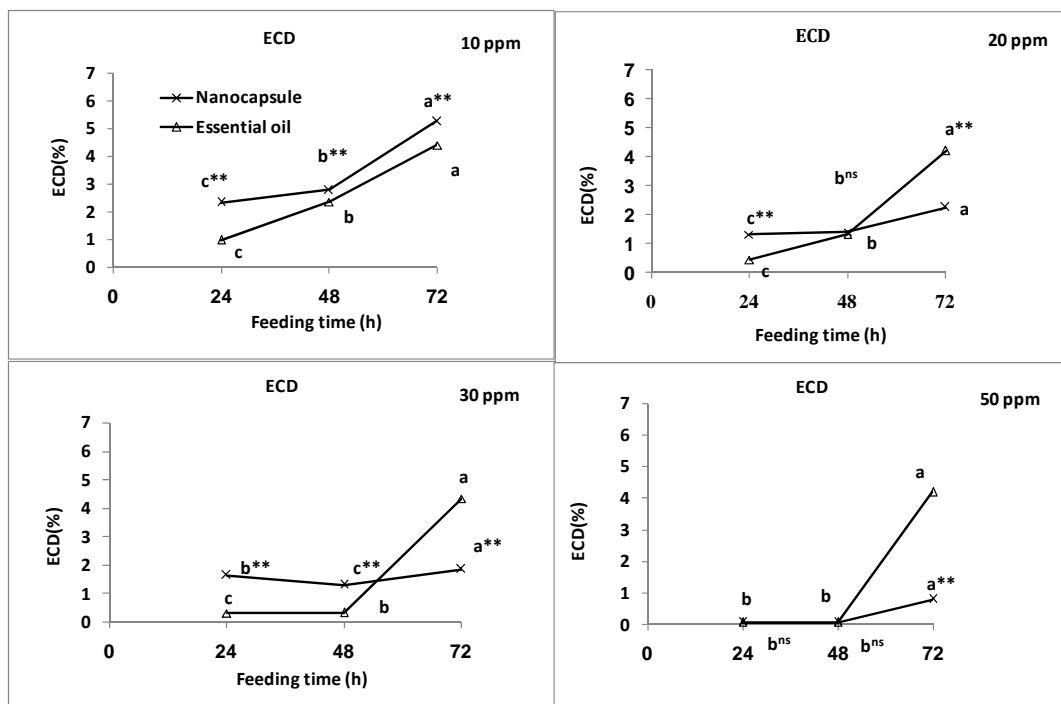 ECD
10 ppm
7
6
5
4
3
2
1
0
ECD(%)
Nanocapsule
Essential oil
c**
b**
a**
c
b
a
0
24
48
72
Feeding time (h)
ECD
20 ppm
7
6
5
4
3
2
1
0
ECD(%)
c**
bns
a**
c
b
a
0
24
48
72
Feeding time (h)
ECD
30 ppm
7
6
5
4
3
2
1
0
ECD(%)
b**
c**
a
a**
c
b
0
24
48
72
Feeding time (h)
ECD
50 ppm
7
6
5
4
3
2
1
0
ECD(%)
b
b
a
a**
bns
bns
0
24
48
72
Feeding time (h)